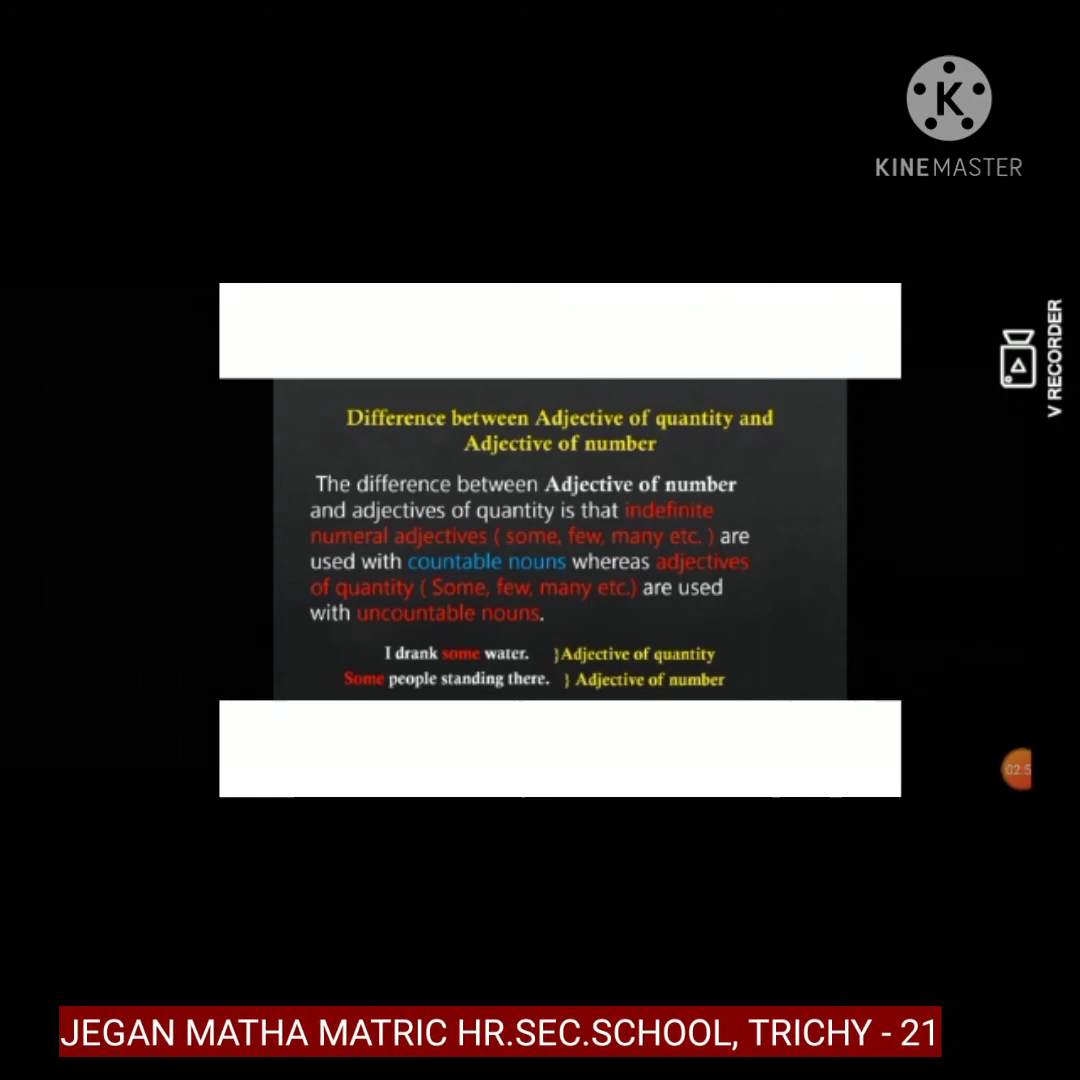 KINEMASTER
V RECORDER
Difference between Adjective of quantity and
Adjective of number
The difference between Adjective of number
and adjectives of quantity is that indefinite
numeral adjectives ( some, few, many etc. ) are
used with countable nouns whereas adjectives
of quantity ( Some, few, many etc.) are used
with uncountable nouns.
I drank some water. }Adjective of quantity
Some people standing there. } Adjective of number
02:5
JEGAN MATHA MATRIC HR.SEC.SCHOOL, TRICHY - 21